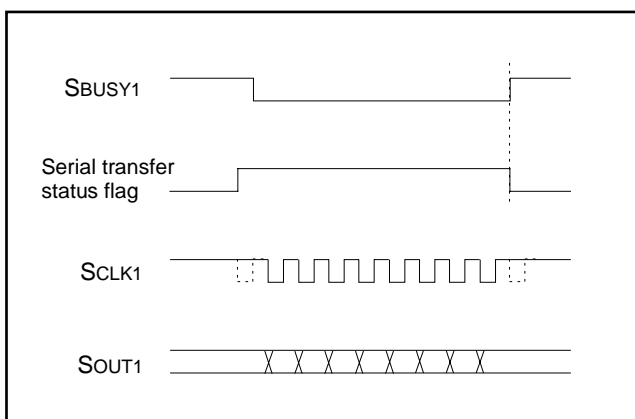 SBUSY1
Serial transfer
status flag
SCLK1
SOUT1